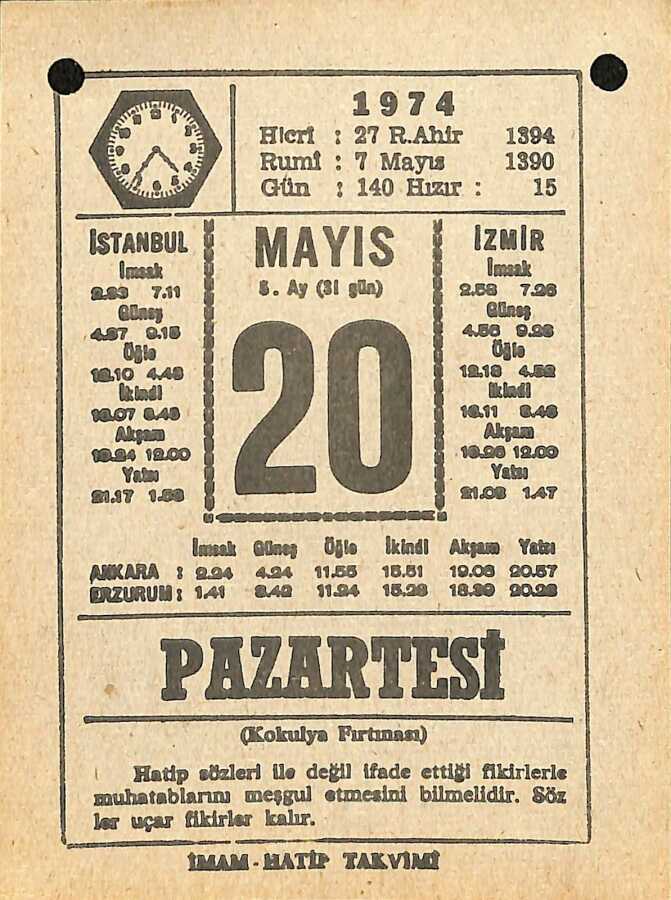 1974
Hicrî : 27 R.Ahir 1394
Rumî : 7 Mayıs 1390
Gün : 140 Hızır : 15
İSTANBUL
İmsak
2.33 7.11
Güneş
4.37 9.15
Öğle
12.10 4.48
İkindi
16.07 8.45
Akşam
19.24 12.00
Yatsı
21.17 1.53
MAYIS
5. Ay (31 gün)
20
İZMİR
İmsak
2.58 7.28
Güneş
4.56 9.28
Öğle
12.18 4.52
İkindi
16.11 8.46
Akşam
19.26 12.00
Yatsı
21.08 1.47
İmsak Güneş Öğle İkindi Akşam Yatsı
ANKARA : 2.24 4.24 11.55 15.51 19.08 20.57
ERZURUM : 1.41 3.42 11.24 15.28 18.39 20.28
PAZARTESİ
(Kokulya Fırtınası)
Hatip sözleri ile değil ifade ettiği fikirlerle
muhatablarını meşgul etmesini bilmelidir. Söz
ler uçar fikirler kalır.
İMAM - HATİP TAKVİMİ